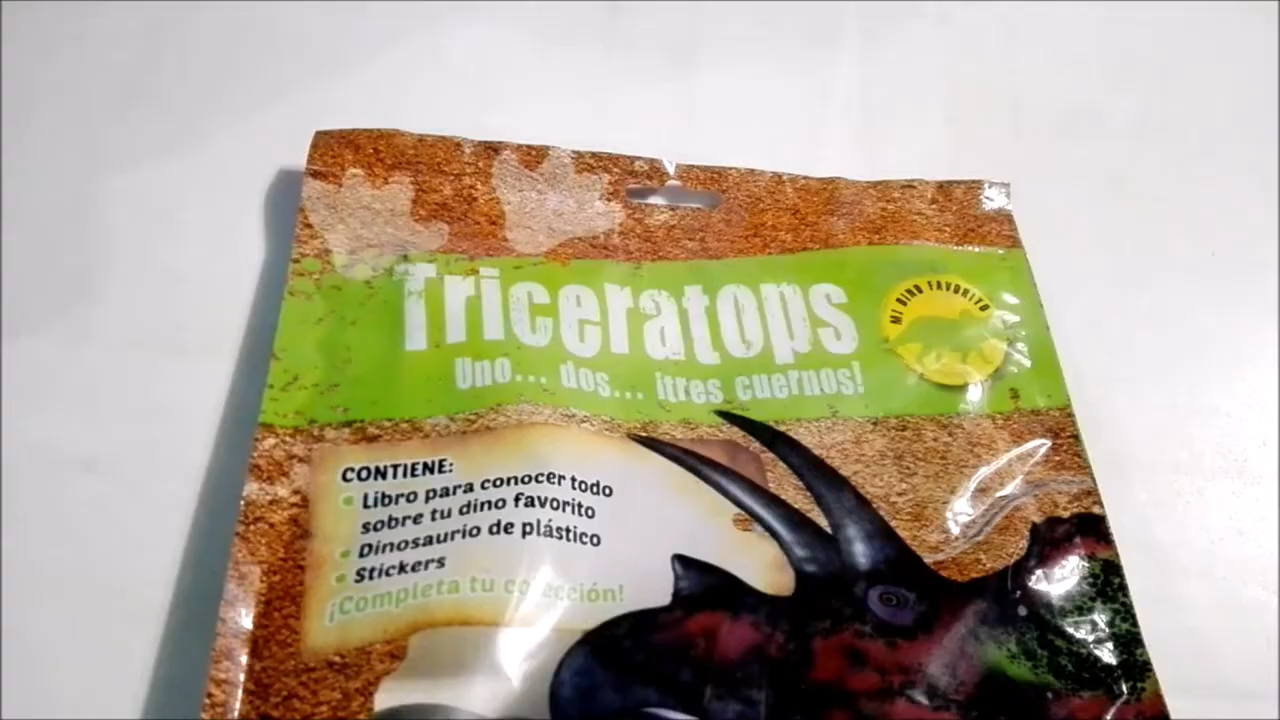 Triceratops
Uno... dos... ¡tres cuernos!
MI DINO FAVORITO
CONTIENE:
• Libro para conocer todo
sobre tu dino favorito
• Dinosaurio de plástico
• Stickers
¡Completa tu colección!